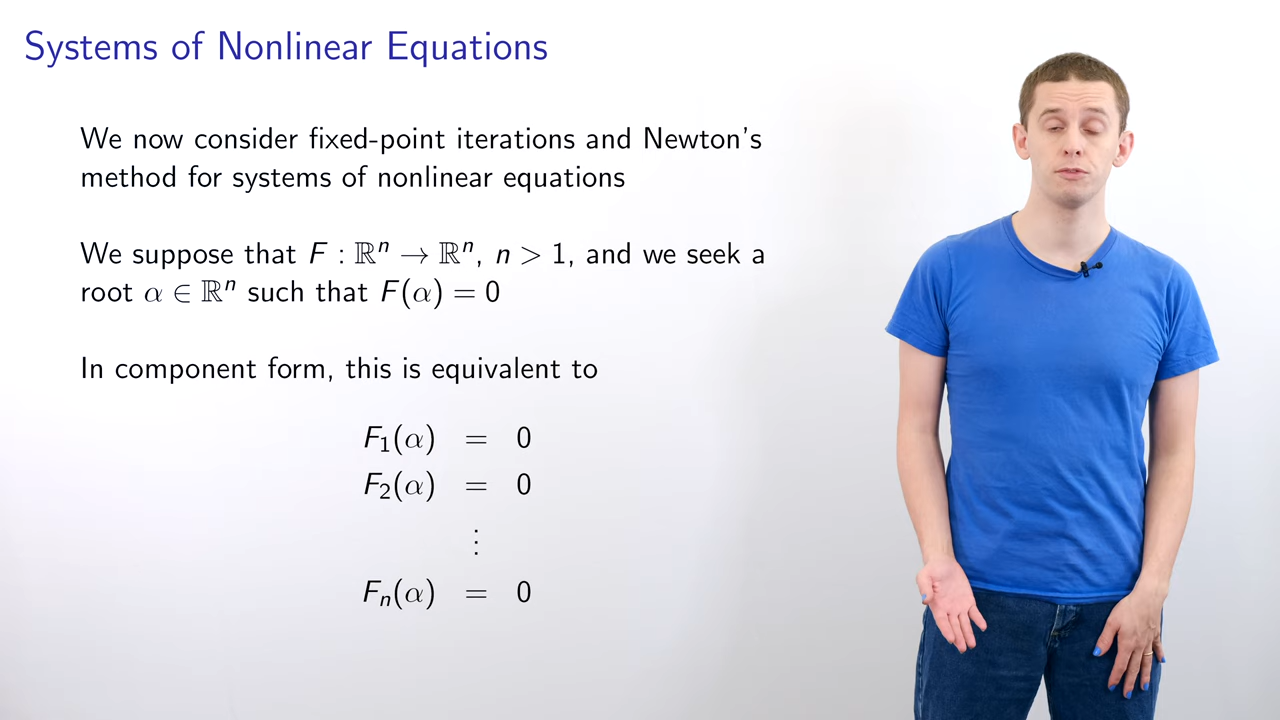 Systems of Nonlinear Equations
We now consider fixed-point iterations and Newton's
method for systems of nonlinear equations
We suppose that F : ℝⁿ → ℝⁿ, n > 1, and we seek a
root α ∈ ℝⁿ such that F(α) = 0
In component form, this is equivalent to
F₁(α) = 0
F₂(α) = 0
⋮
Fₙ(α) = 0